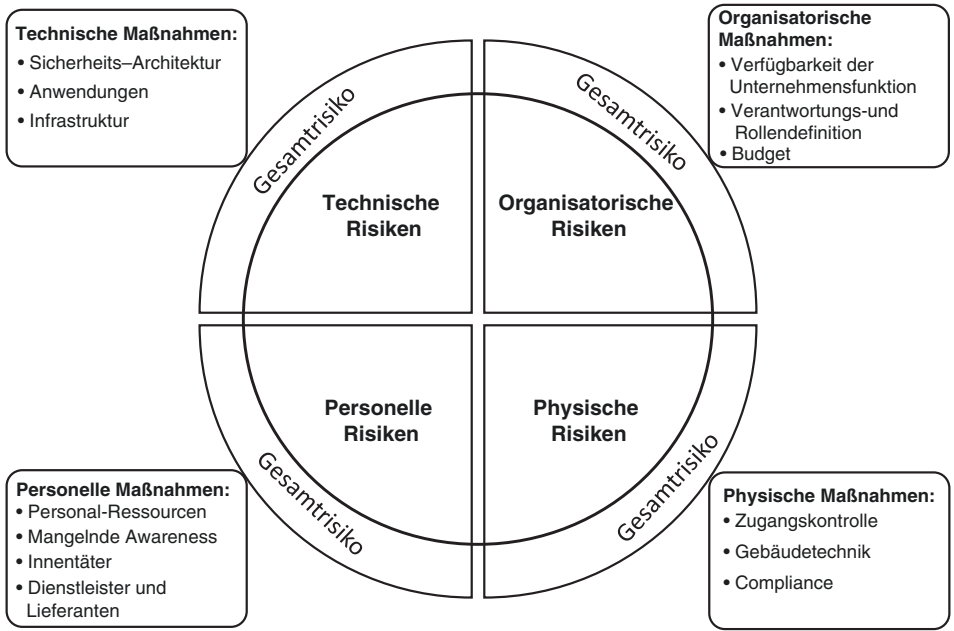 Technische Maßnahmen:
• Sicherheits–Architektur
• Anwendungen
• Infrastruktur
Organisatorische
Maßnahmen:
• Verfügbarkeit der
Unternehmensfunktion
• Verantwortungs-und
Rollendefinition
• Budget
Gesamtrisiko
Gesamtrisiko
Technische
Risiken
Organisatorische
Risiken
Personelle
Risiken
Physische
Risiken
Gesamtrisiko
Gesamtrisiko
Personelle Maßnahmen:
• Personal-Ressourcen
• Mangelnde Awareness
• Innentäter
• Dienstleister und
Lieferanten
Physische Maßnahmen:
• Zugangskontrolle
• Gebäudetechnik
• Compliance